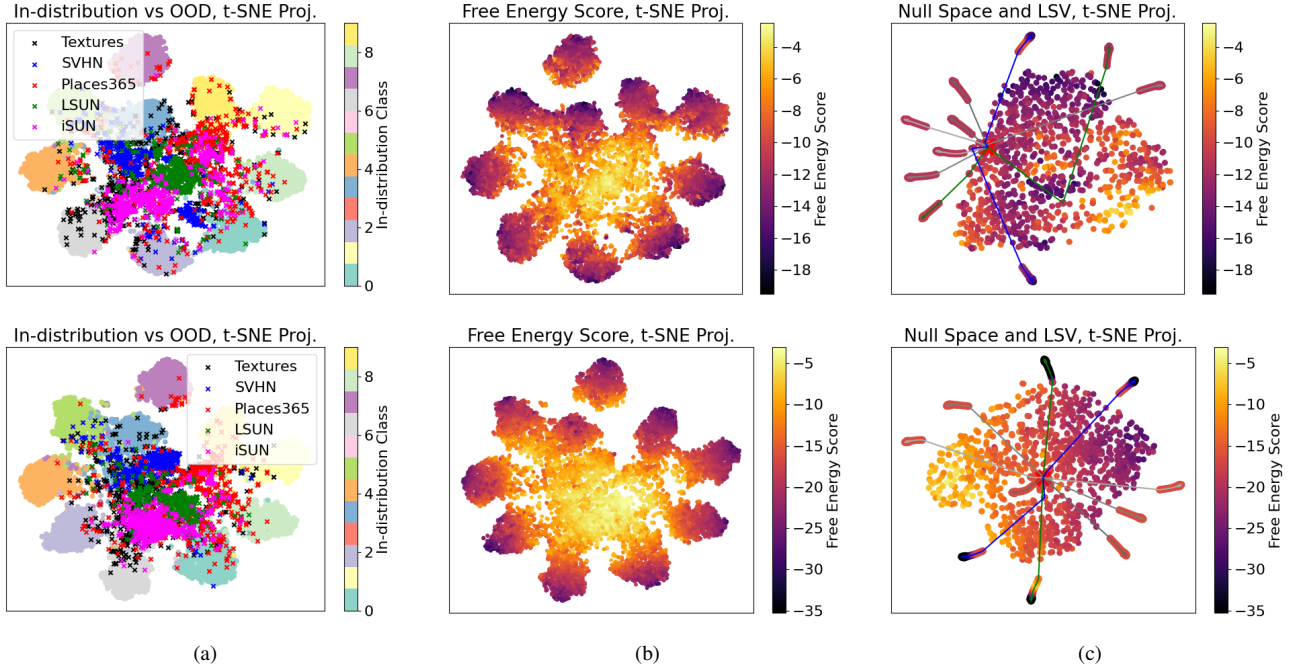 In-distribution vs OOD, t-SNE Proj.
Textures
SVHN
Places365
LSUN
iSUN
8
6
4
2
0
In-distribution Class
Free Energy Score, t-SNE Proj.
−4
−6
−8
−10
−12
−14
−16
−18
Free Energy Score
Null Space and LSV, t-SNE Proj.
−4
−6
−8
−10
−12
−14
−16
−18
Free Energy Score
In-distribution vs OOD, t-SNE Proj.
Textures
SVHN
Places365
LSUN
iSUN
8
6
4
2
0
In-distribution Class
Free Energy Score, t-SNE Proj.
−5
−10
−15
−20
−25
−30
−35
Free Energy Score
Null Space and LSV, t-SNE Proj.
−5
−10
−15
−20
−25
−30
−35
Free Energy Score
(a)
(b)
(c)